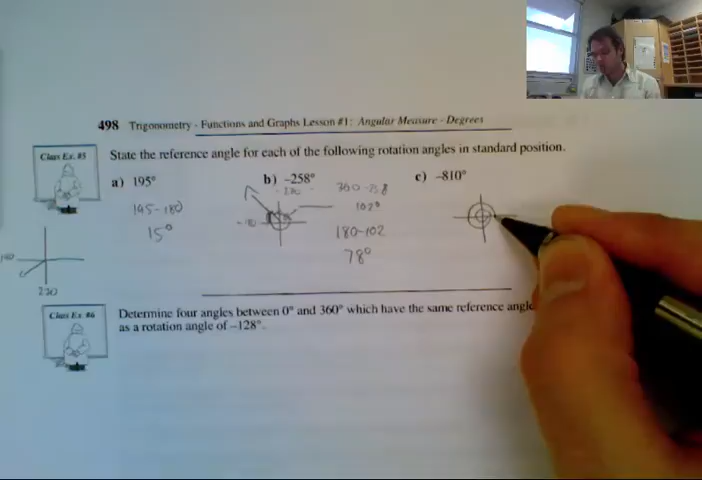 498 Trigonometry - Functions and Graphs Lesson #1: Angular Measure - Degrees
Class Ex. #5
State the reference angle for each of the following rotation angles in standard position.
a) 195°
195-180
15°
270
b) -258°
-180
102°
180-102
78°
c) -810°
Class Ex. #6
Determine four angles between 0° and 360° which have the same reference angle
as a rotation angle of -128°.